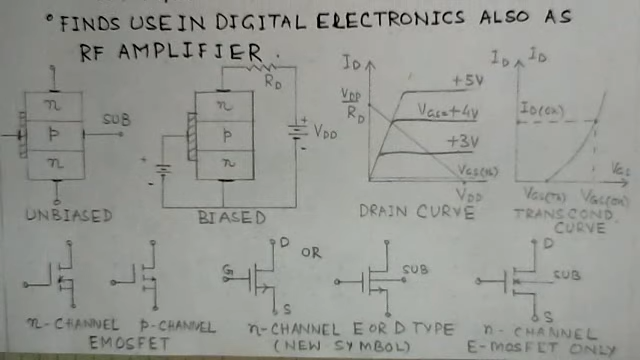 ° FINDS USE IN DIGITAL ELECTRONICS ALSO AS
RF AMPLIFIER.
n
p
n
SUB
UNBIASED
n
p
n
RD
+
-
+
-
VDD
BIASED
ID
VDD
RD
+5V
VGS=+4V
+3V
VGS(TH)
VDD
DRAIN CURVE
ID
ID
ID(ON)
VGS
VGS(TH)
VGS(ON)
TRANSCOND.
CURVE
n-CHANNEL
p-CHANNEL
EMOSFET
G
D
S
OR
SUB
n-CHANNEL E OR D TYPE
(NEW SYMBOL)
D
SUB
S
n-CHANNEL
E-MOSFET ONLY